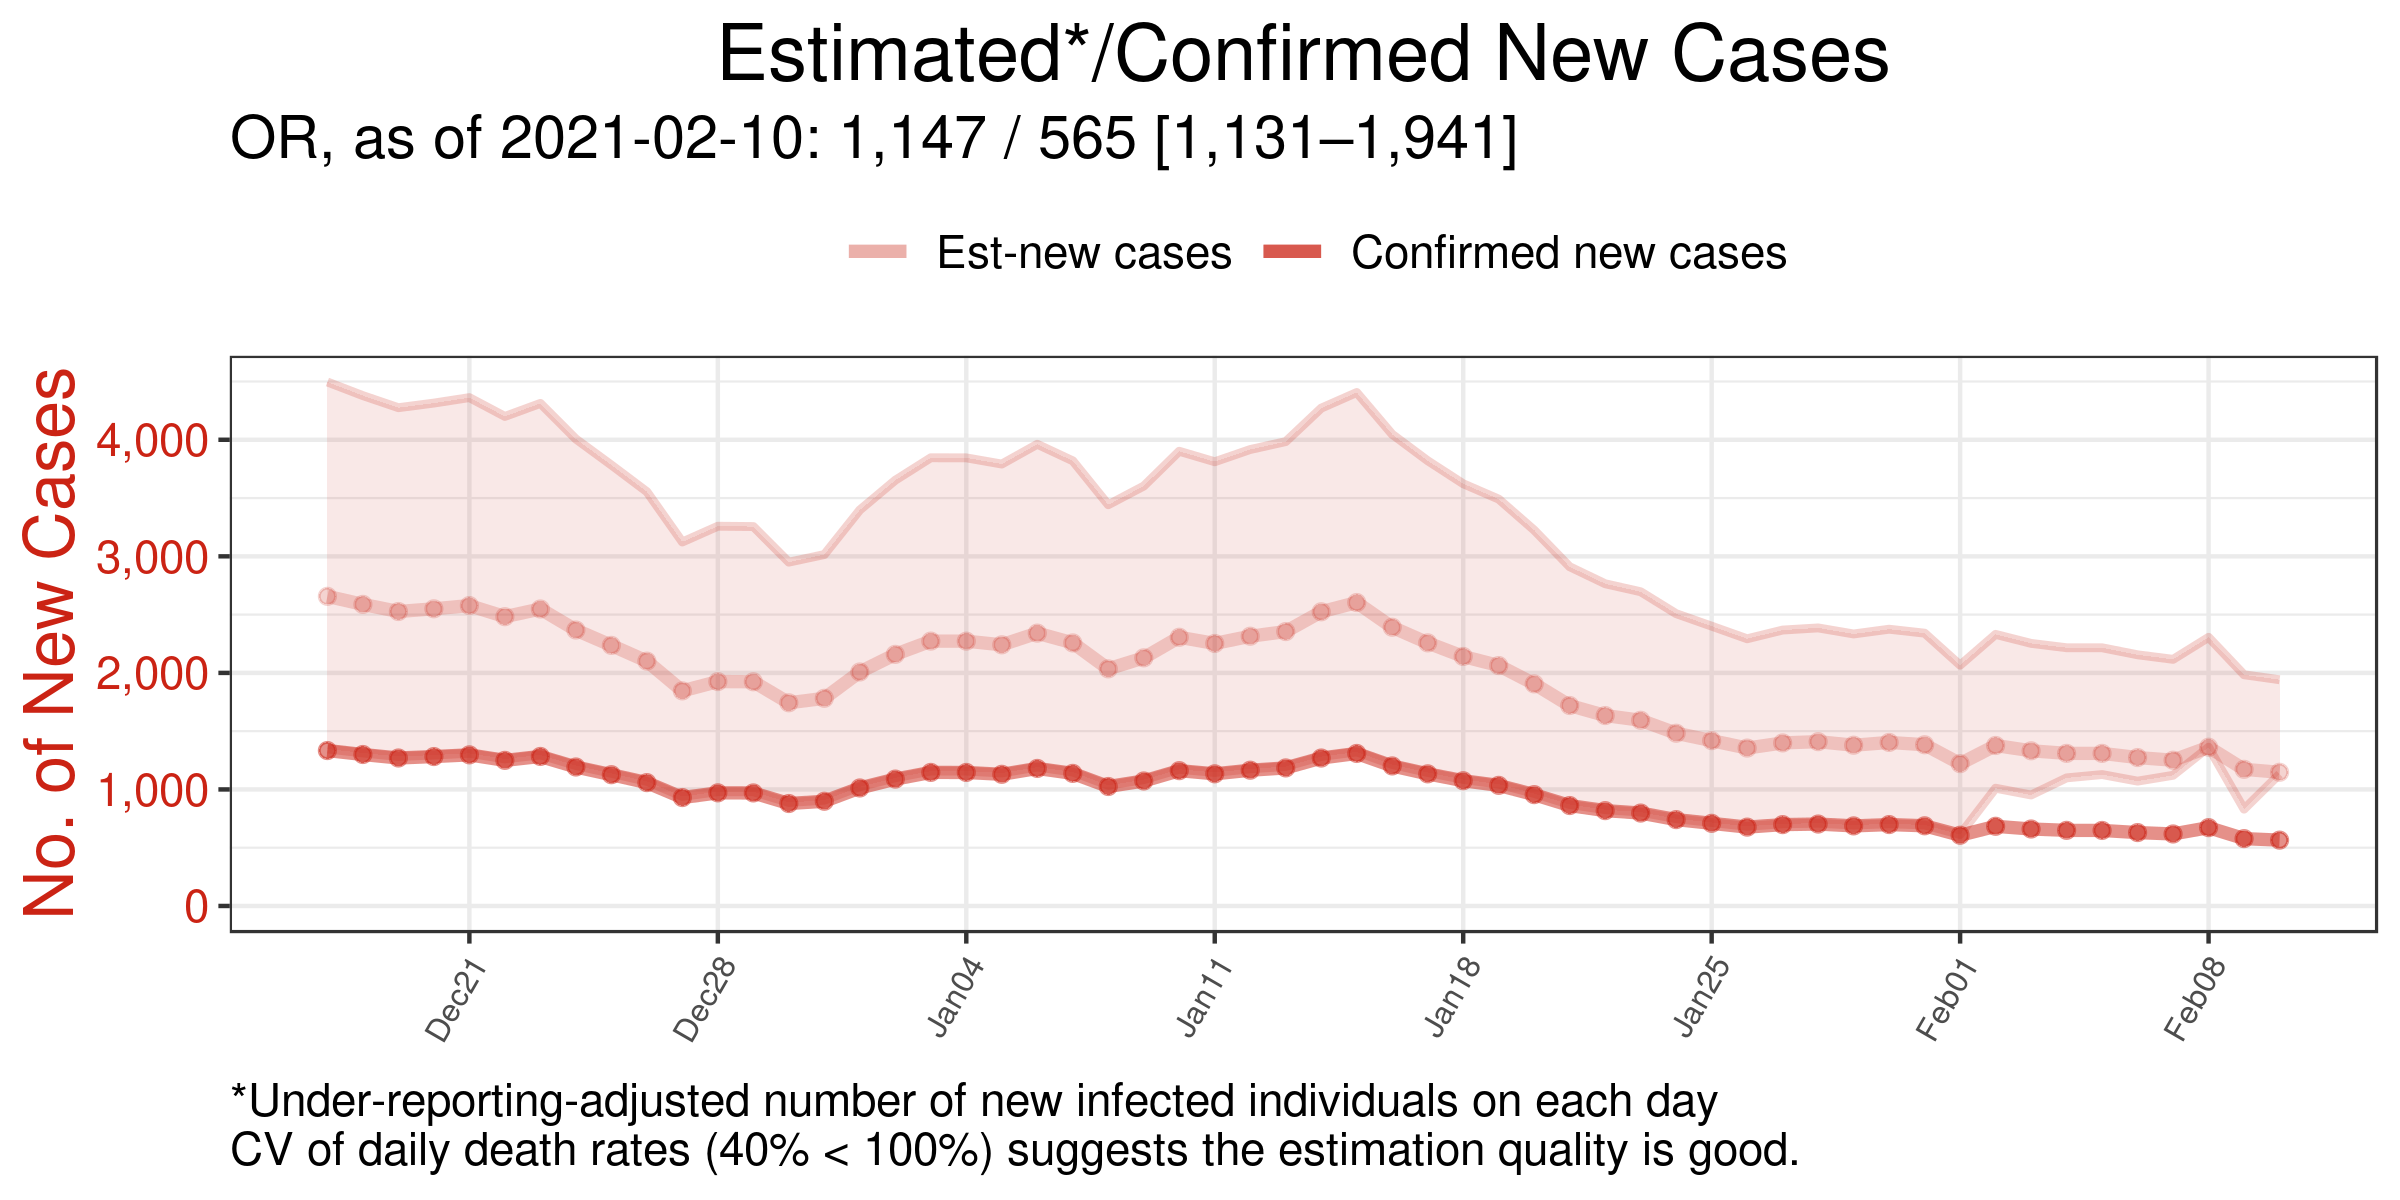 Estimated*/Confirmed New Cases
OR, as of 2021-02-10: 1,147 / 565 [1,131–1,941]
Est-new cases
Confirmed new cases
No. of New Cases
4,000
3,000
2,000
1,000
0
Dec21
Dec28
Jan04
Jan11
Jan18
Jan25
Feb01
Feb08
*Under-reporting-adjusted number of new infected individuals on each day
CV of daily death rates (40% < 100%) suggests the estimation quality is good.